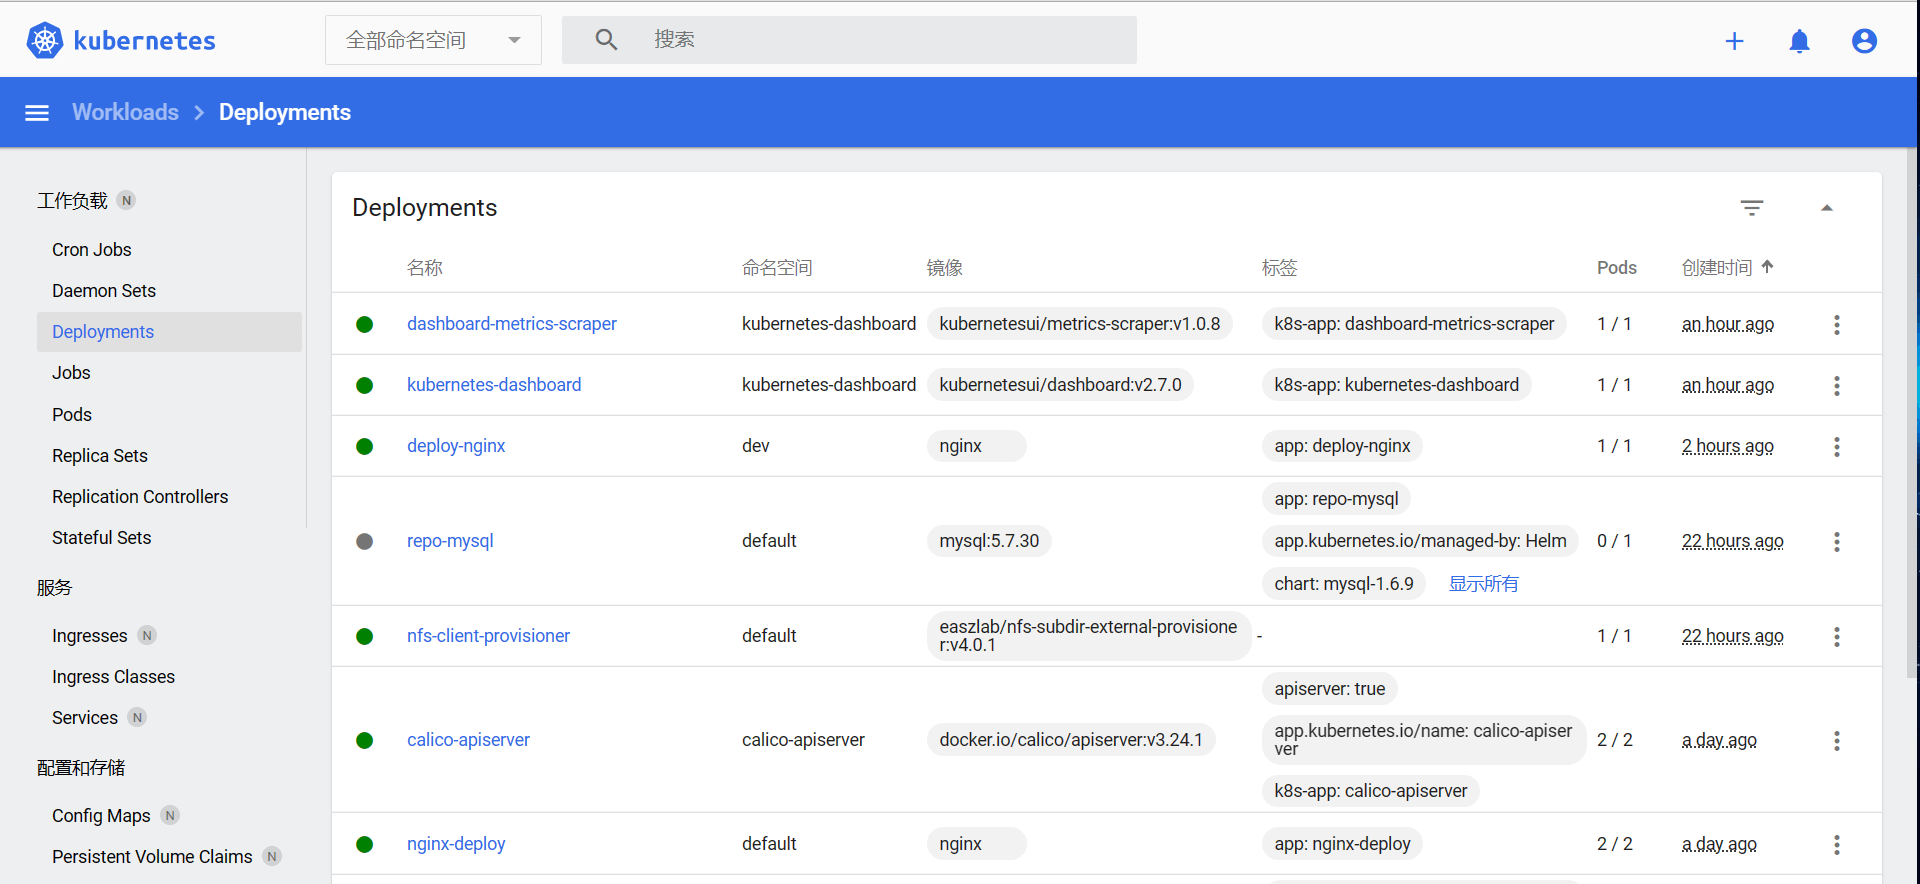 kubernetes
全部命名空间
搜索
Workloads > Deployments
工作负载 N
Cron Jobs
Daemon Sets
Deployments
Jobs
Pods
Replica Sets
Replication Controllers
Stateful Sets
服务
Ingresses N
Ingress Classes
Services N
配置和存储
Config Maps N
Persistent Volume Claims N
Deployments
名称 命名空间 镜像 标签 Pods 创建时间
dashboard-metrics-scraper kubernetes-dashboard kubernetesui/metrics-scraper:v1.0.8 k8s-app: dashboard-metrics-scraper 1 / 1 an hour ago
kubernetes-dashboard kubernetes-dashboard kubernetesui/dashboard:v2.7.0 k8s-app: kubernetes-dashboard 1 / 1 an hour ago
deploy-nginx dev nginx app: deploy-nginx 1 / 1 2 hours ago
app: repo-mysql
repo-mysql default mysql:5.7.30 app.kubernetes.io/managed-by: Helm 0 / 1 22 hours ago
chart: mysql-1.6.9 显示所有
nfs-client-provisioner default easzlab/nfs-subdir-external-provisione
r:v4.0.1 - 1 / 1 22 hours ago
apiserver: true
calico-apiserver calico-apiserver docker.io/calico/apiserver:v3.24.1 app.kubernetes.io/name: calico-apiser
ver 2 / 2 a day ago
k8s-app: calico-apiserver
nginx-deploy default nginx app: nginx-deploy 2 / 2 a day ago